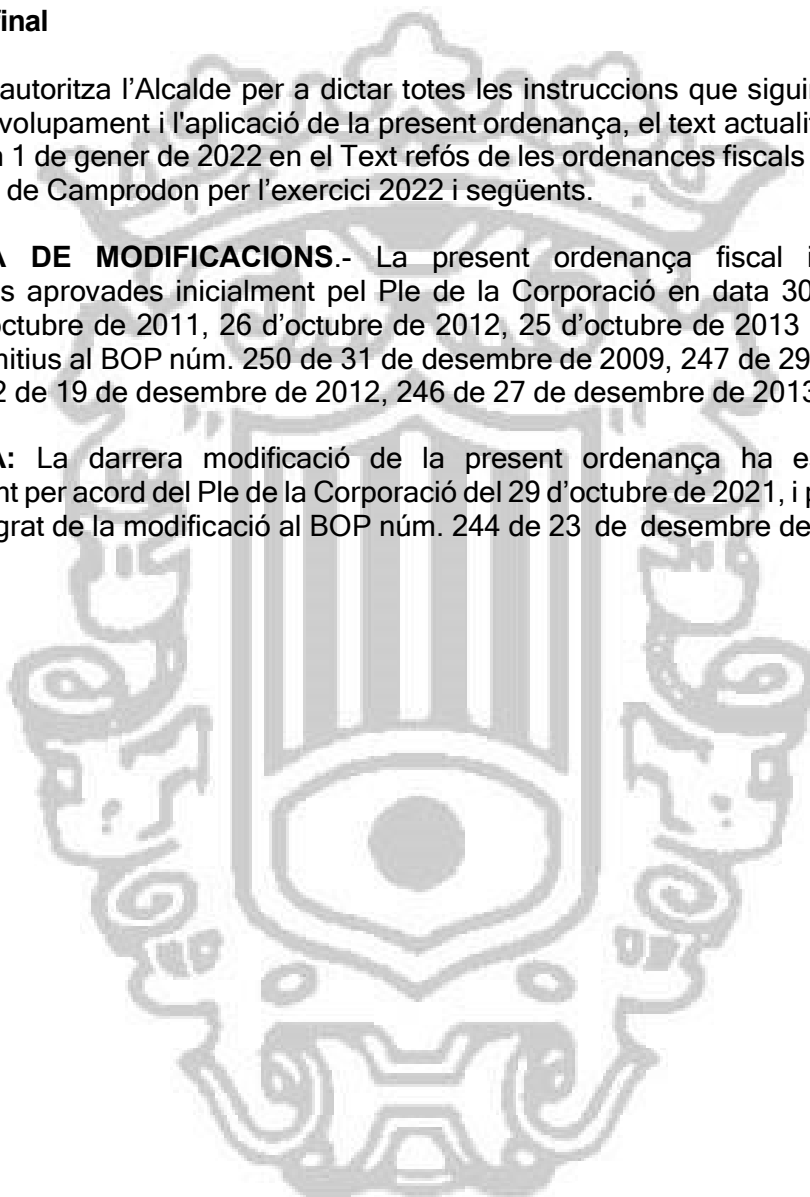 final
autoritza l’Alcalde per a dictar totes les instruccions que
volupament i l'aplicació de la present ordenança, el text
1 de gener de 2022 en el Text refós de les ordenances fiscals
de Camprodon per l’exercici 2022 i següents.
A DE MODIFICACIONS.- La present ordenança fiscal
s aprovades inicialment pel Ple de la Corporació en data 30
octubre de 2011, 26 d’octubre de 2012, 25 d’octubre de 2013
nitius al BOP núm. 250 de 31 de desembre de 2009, 247 de 29
2 de 19 de desembre de 2012, 246 de 27 de desembre de 2013
A: La darrera modificació de la present ordenança ha
nt per acord del Ple de la Corporació del 29 d’octubre de 2021, i
grat de la modificació al BOP núm. 244 de 23 de desembre de